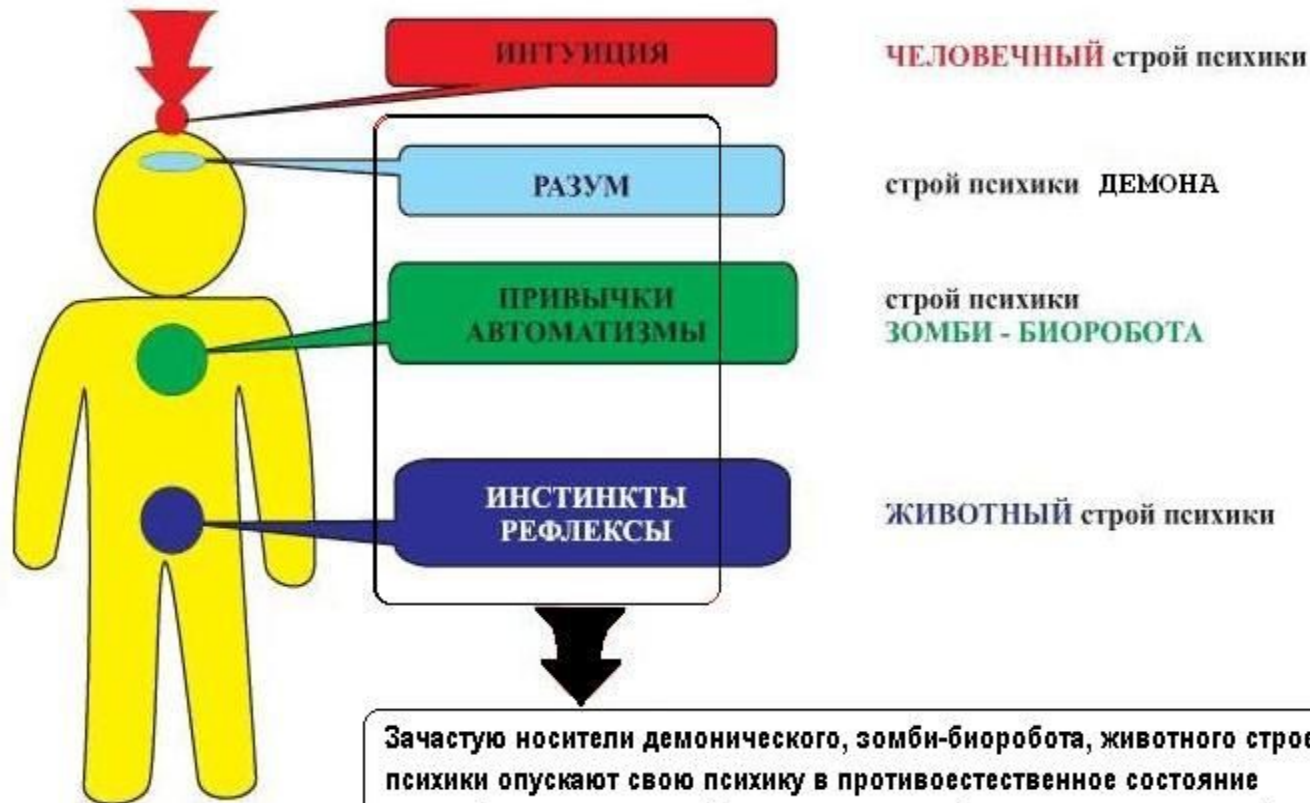 ИНТУИЦИЯ
ЧЕЛОВЕЧНЫЙ строй психики
РАЗУМ
строй психики ДЕМОНА
ПРИВЫЧКИ
АВТОМАТИЗМЫ
строй психики
ЗОМБИ - БИОРОБОТА
ИНСТИНКТЫ
РЕФЛЕКСЫ
ЖИВОТНЫЙ строй психики
Зачастую носители демонического, зомби-биоробота, животного строе
психики опускают свою психику в противоестественное состояние